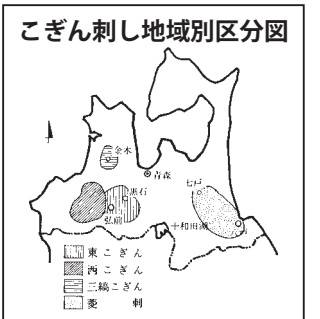 こぎん刺し地域別区分図
金木
青森
黒石
弘前
七戸
十和田湖
東こぎん
西こぎん
三縞こぎん
菱刺